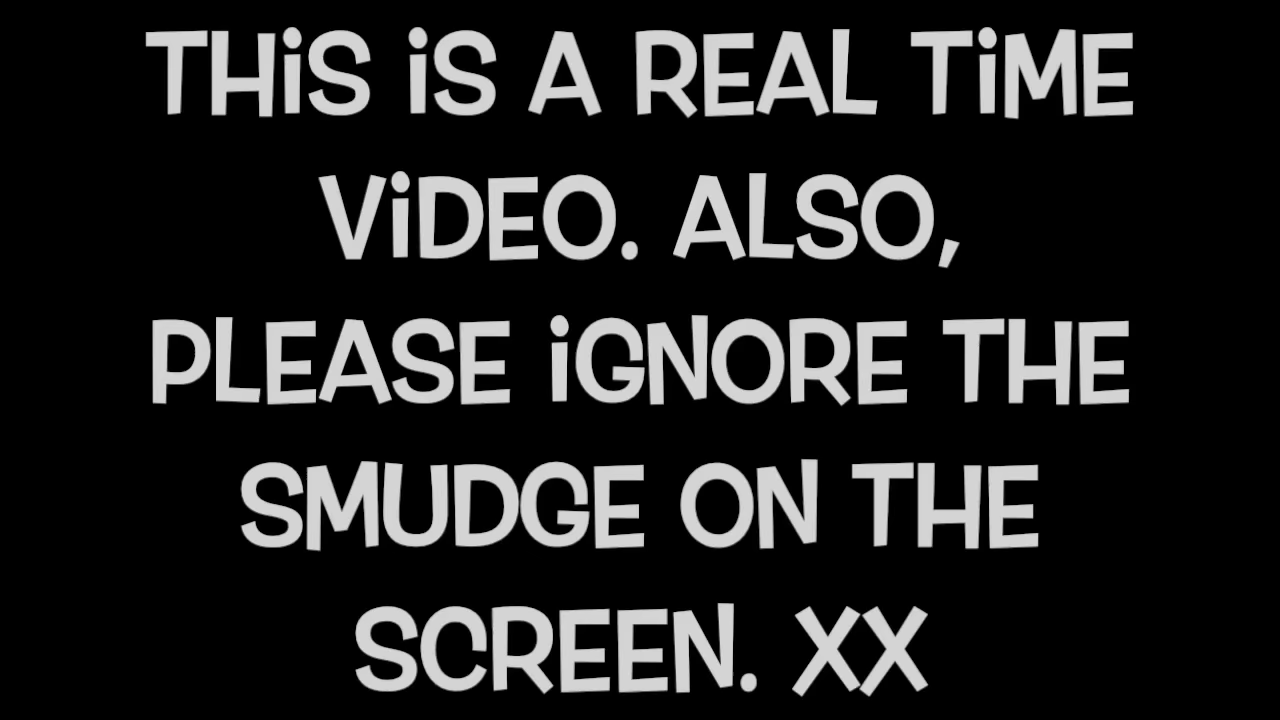 THiS iS A REAL TiME
ViDEO. ALSO,
PLEASE iGNORE THE
SMUDGE ON THE
SCREEN. XX